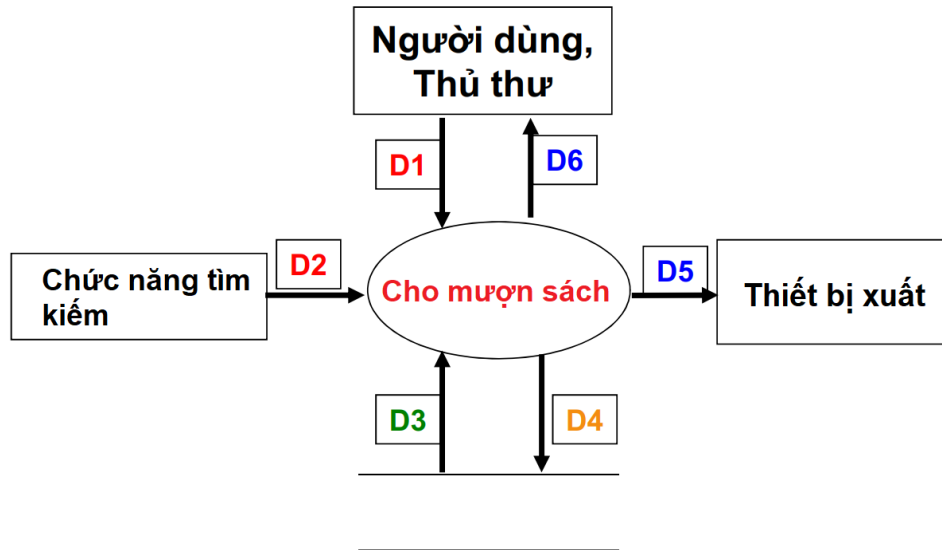 Người dùng,
Thủ thư
D1
D6
D2
D5
Chức năng tìm
kiếm
Cho mượn sách
Thiết bị xuất
D3
D4